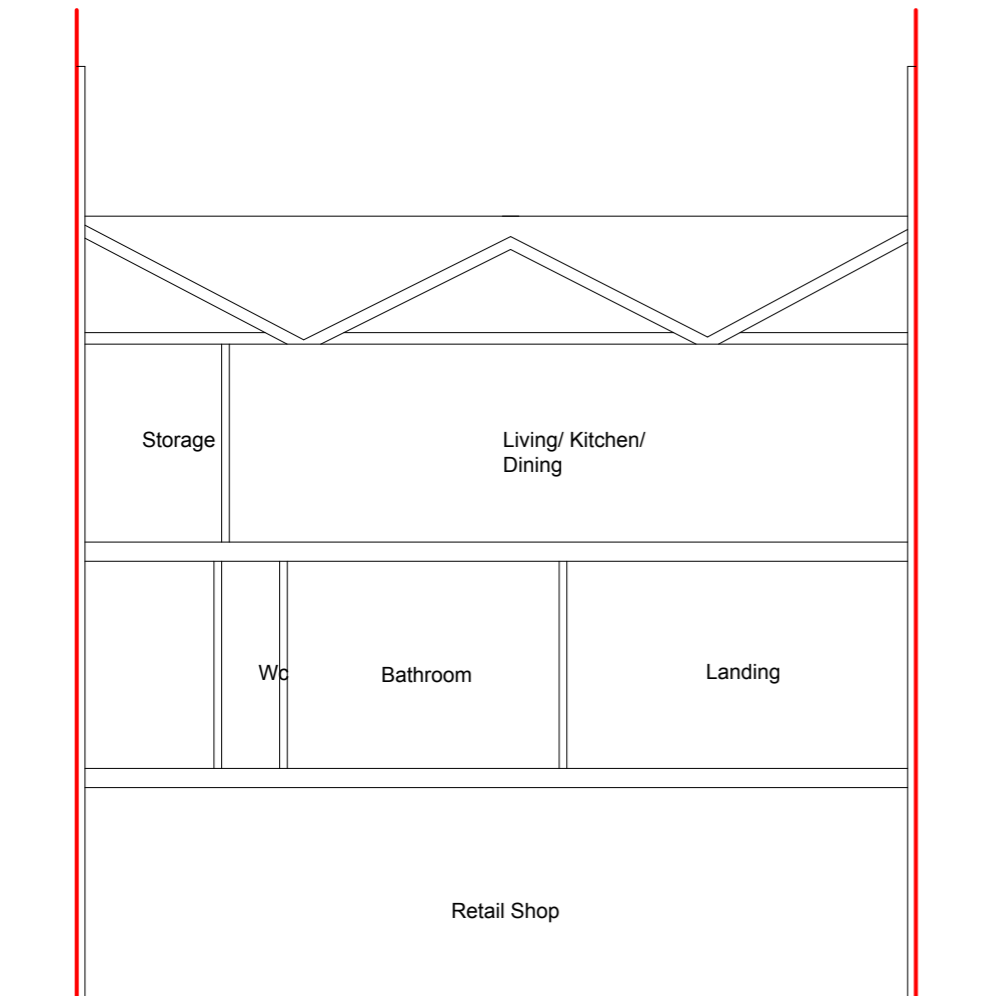 Storage
Living/ Kitchen/
Dining
Wc
Bathroom
Landing
Retail Shop